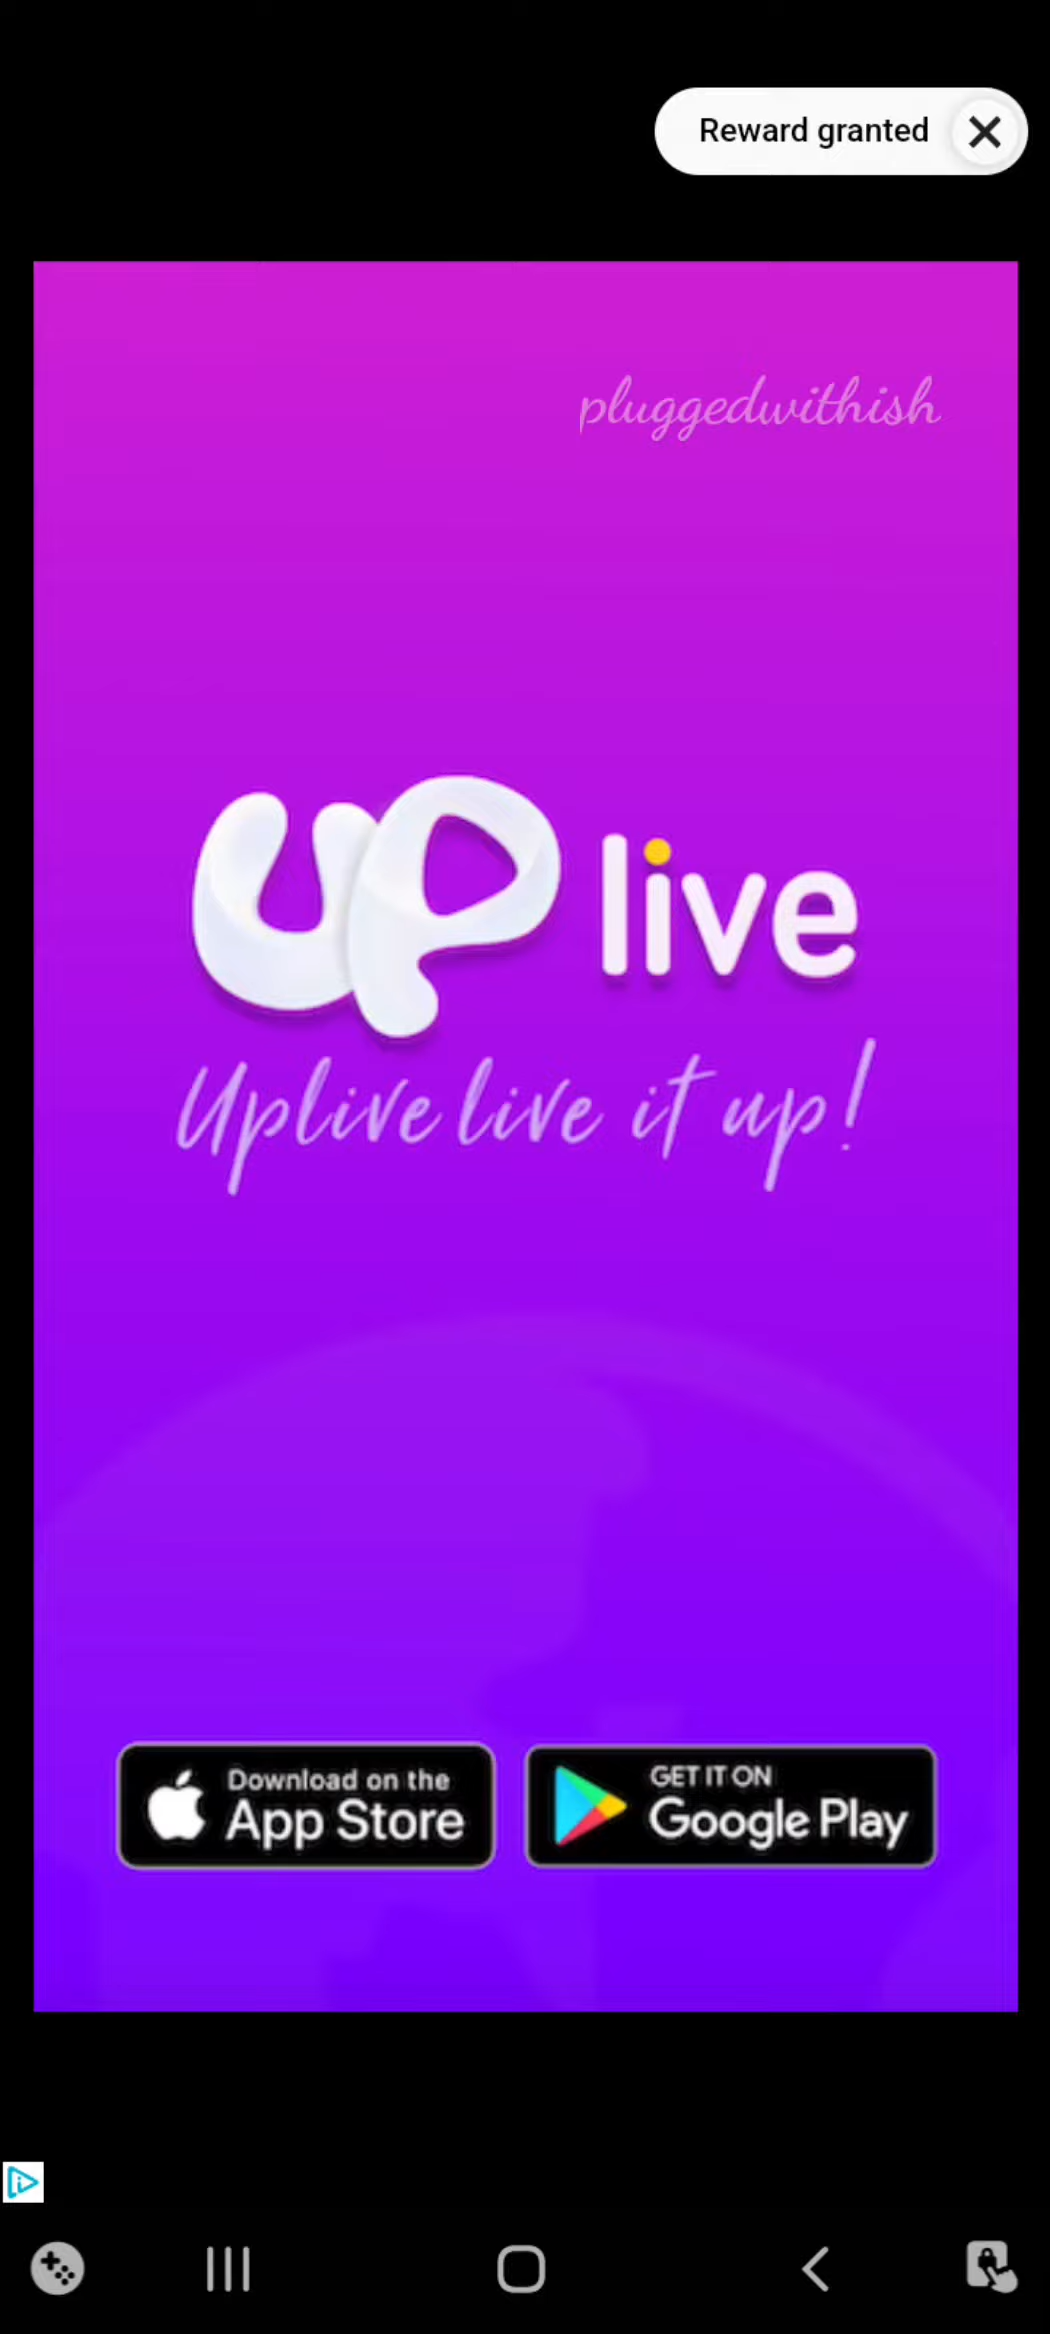 Reward granted
pluggedwithish
UP live
Uplive live it up!
Download on the
App Store
GET IT ON
Google Play